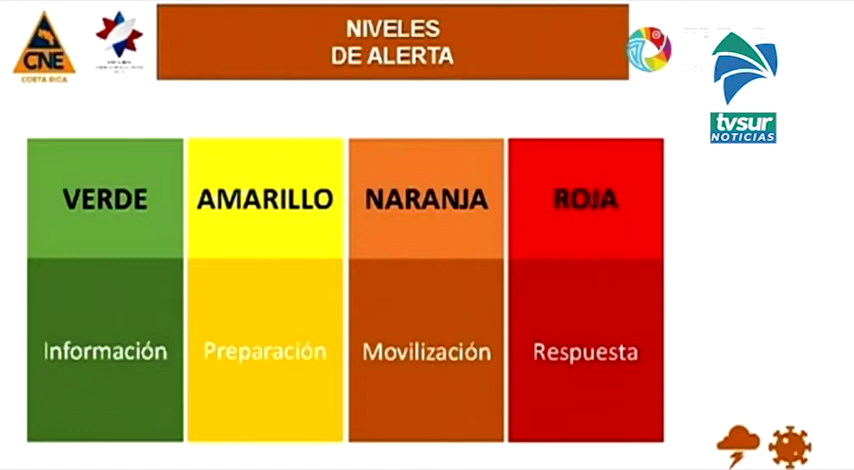 NIVELES
DE ALERTA
CNE
COSTA RICA
tvsur
NOTICIAS
VERDE
AMARILLO
NARANJA
ROJA
Información
Preparación
Movilización
Respuesta